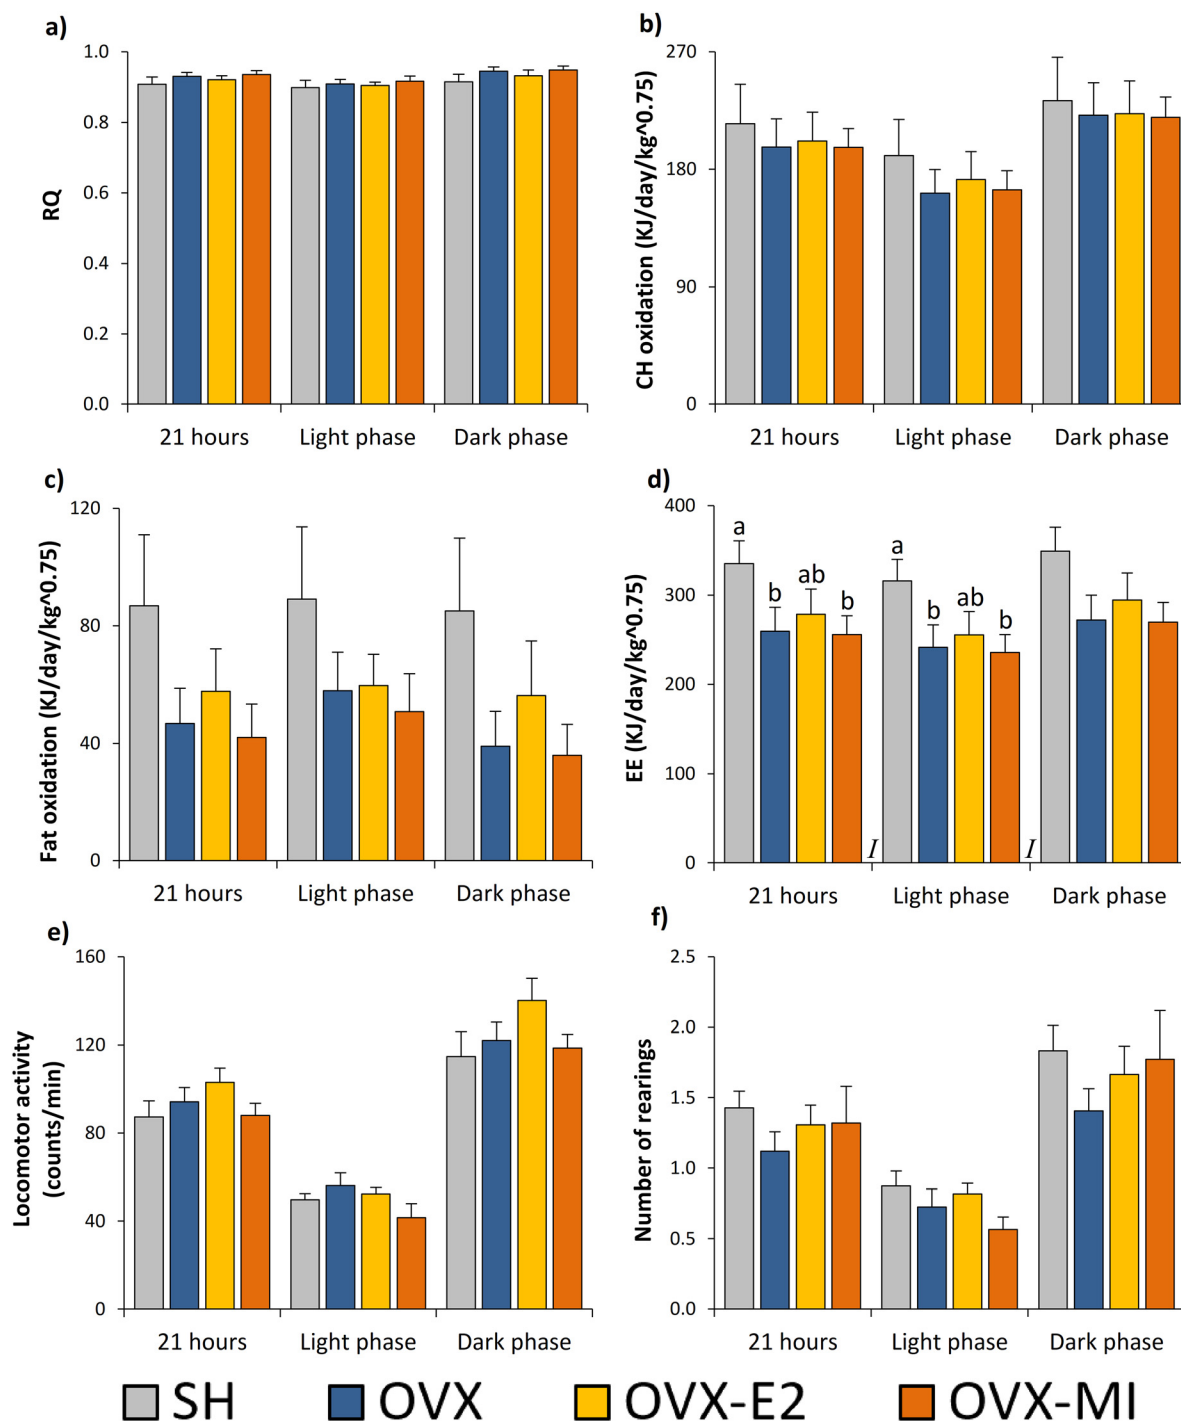 a)
1.0
0.8
0.6
0.4
0.2
0.0
RQ
21 hours Light phase Dark phase
b)
270
180
90
0
CH oxidation (KJ/day/kg^0.75)
21 hours Light phase Dark phase
c)
120
80
40
0
Fat oxidation (KJ/day/kg^0.75)
21 hours Light phase Dark phase
d)
400
300
200
100
0
EE (KJ/day/kg^0.75)
a b ab b a b ab b
I I
21 hours Light phase Dark phase
e)
160
120
80
40
0
Locomotor activity
(counts/min)
21 hours Light phase Dark phase
f)
2.5
2.0
1.5
1.0
0.5
0.0
Number of rearings
21 hours Light phase Dark phase
SH OVX OVX-E2 OVX-MI